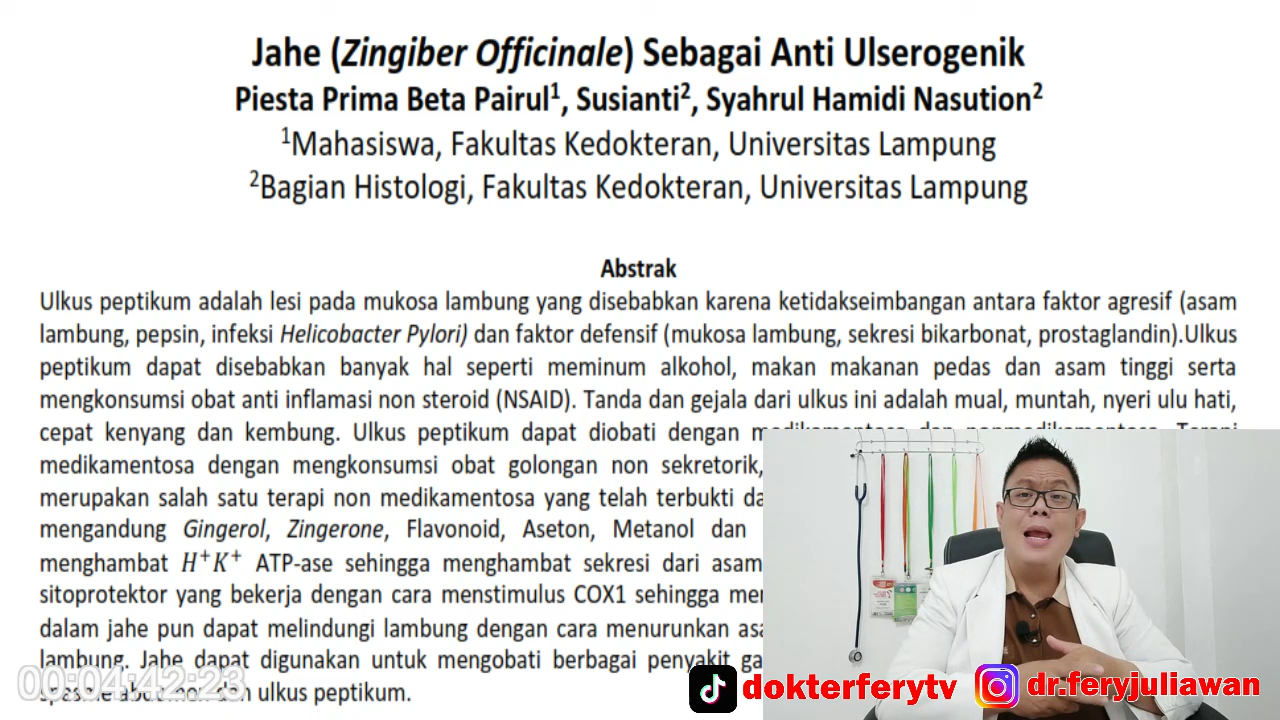 Jahe (Zingiber Officinale) Sebagai Anti Ulserogenik
Piesta Prima Beta Pairul¹, Susianti², Syahrul Hamidi Nasution²
¹Mahasiswa, Fakultas Kedokteran, Universitas Lampung
²Bagian Histologi, Fakultas Kedokteran, Universitas Lampung
Abstrak
Ulkus peptikum adalah lesi pada mukosa lambung yang disebabkan karena ketidakseimbangan antara faktor agresif (asam
lambung, pepsin, infeksi Helicobacter Pylori) dan faktor defensif (mukosa lambung, sekresi bikarbonat, prostaglandin).Ulkus
peptikum dapat disebabkan banyak hal seperti meminum alkohol, makan makanan pedas dan asam tinggi serta
mengkonsumsi obat anti inflamasi non steroid (NSAID). Tanda dan gejala dari ulkus ini adalah mual, muntah, nyeri ulu hati,
cepat kenyang dan kembung. Ulkus peptikum dapat diobati dengan
medikamentosa dengan mengkonsumsi obat golongan non sekretorik,
merupakan salah satu terapi non medikamentosa yang telah terbukti
mengandung Gingerol, Zingerone, Flavonoid, Aseton, Metanol dan
menghambat H⁺K⁺ ATP-ase sehingga menghambat sekresi dari asam
sitoprotektor yang bekerja dengan cara menstimulus COX1 sehingga
dalam jahe pun dapat melindungi lambung dengan cara menurunkan
lambung. Jahe dapat digunakan untuk mengobati berbagai penyakit
dan ulkus peptikum.
00:04:42:23
dokterferytv
dr.feryjuliawan